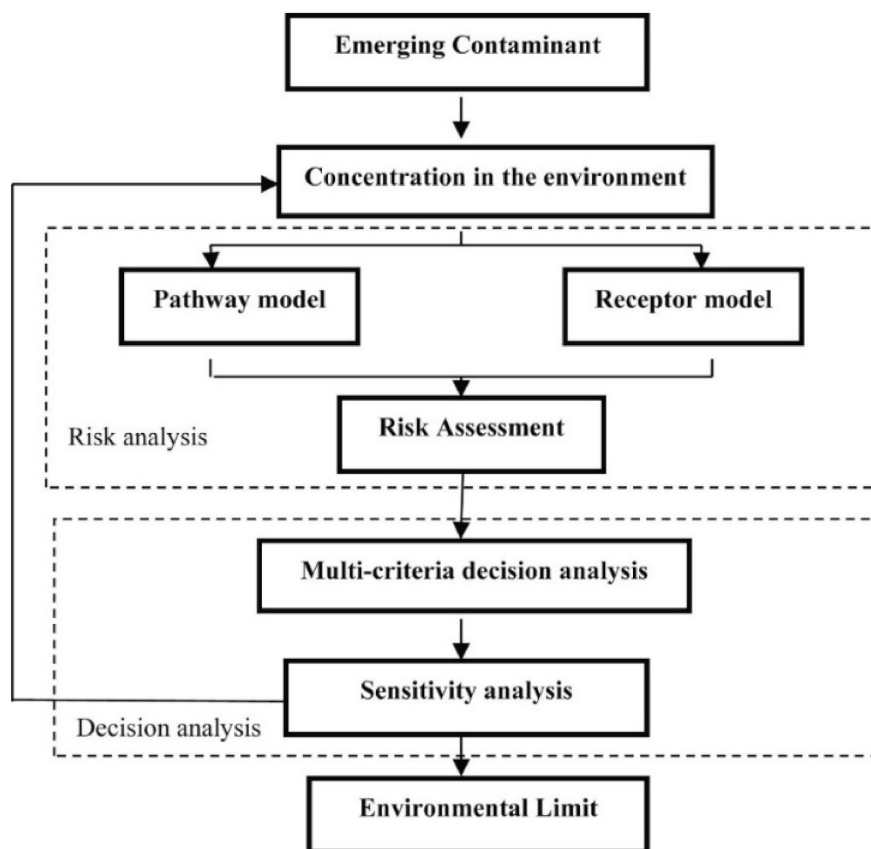 Emerging Contaminant
Concentration in the environment
Pathway model
Receptor model
Risk Assessment
Risk analysis
Multi-criteria decision analysis
Sensitivity analysis
Decision analysis
Environmental Limit